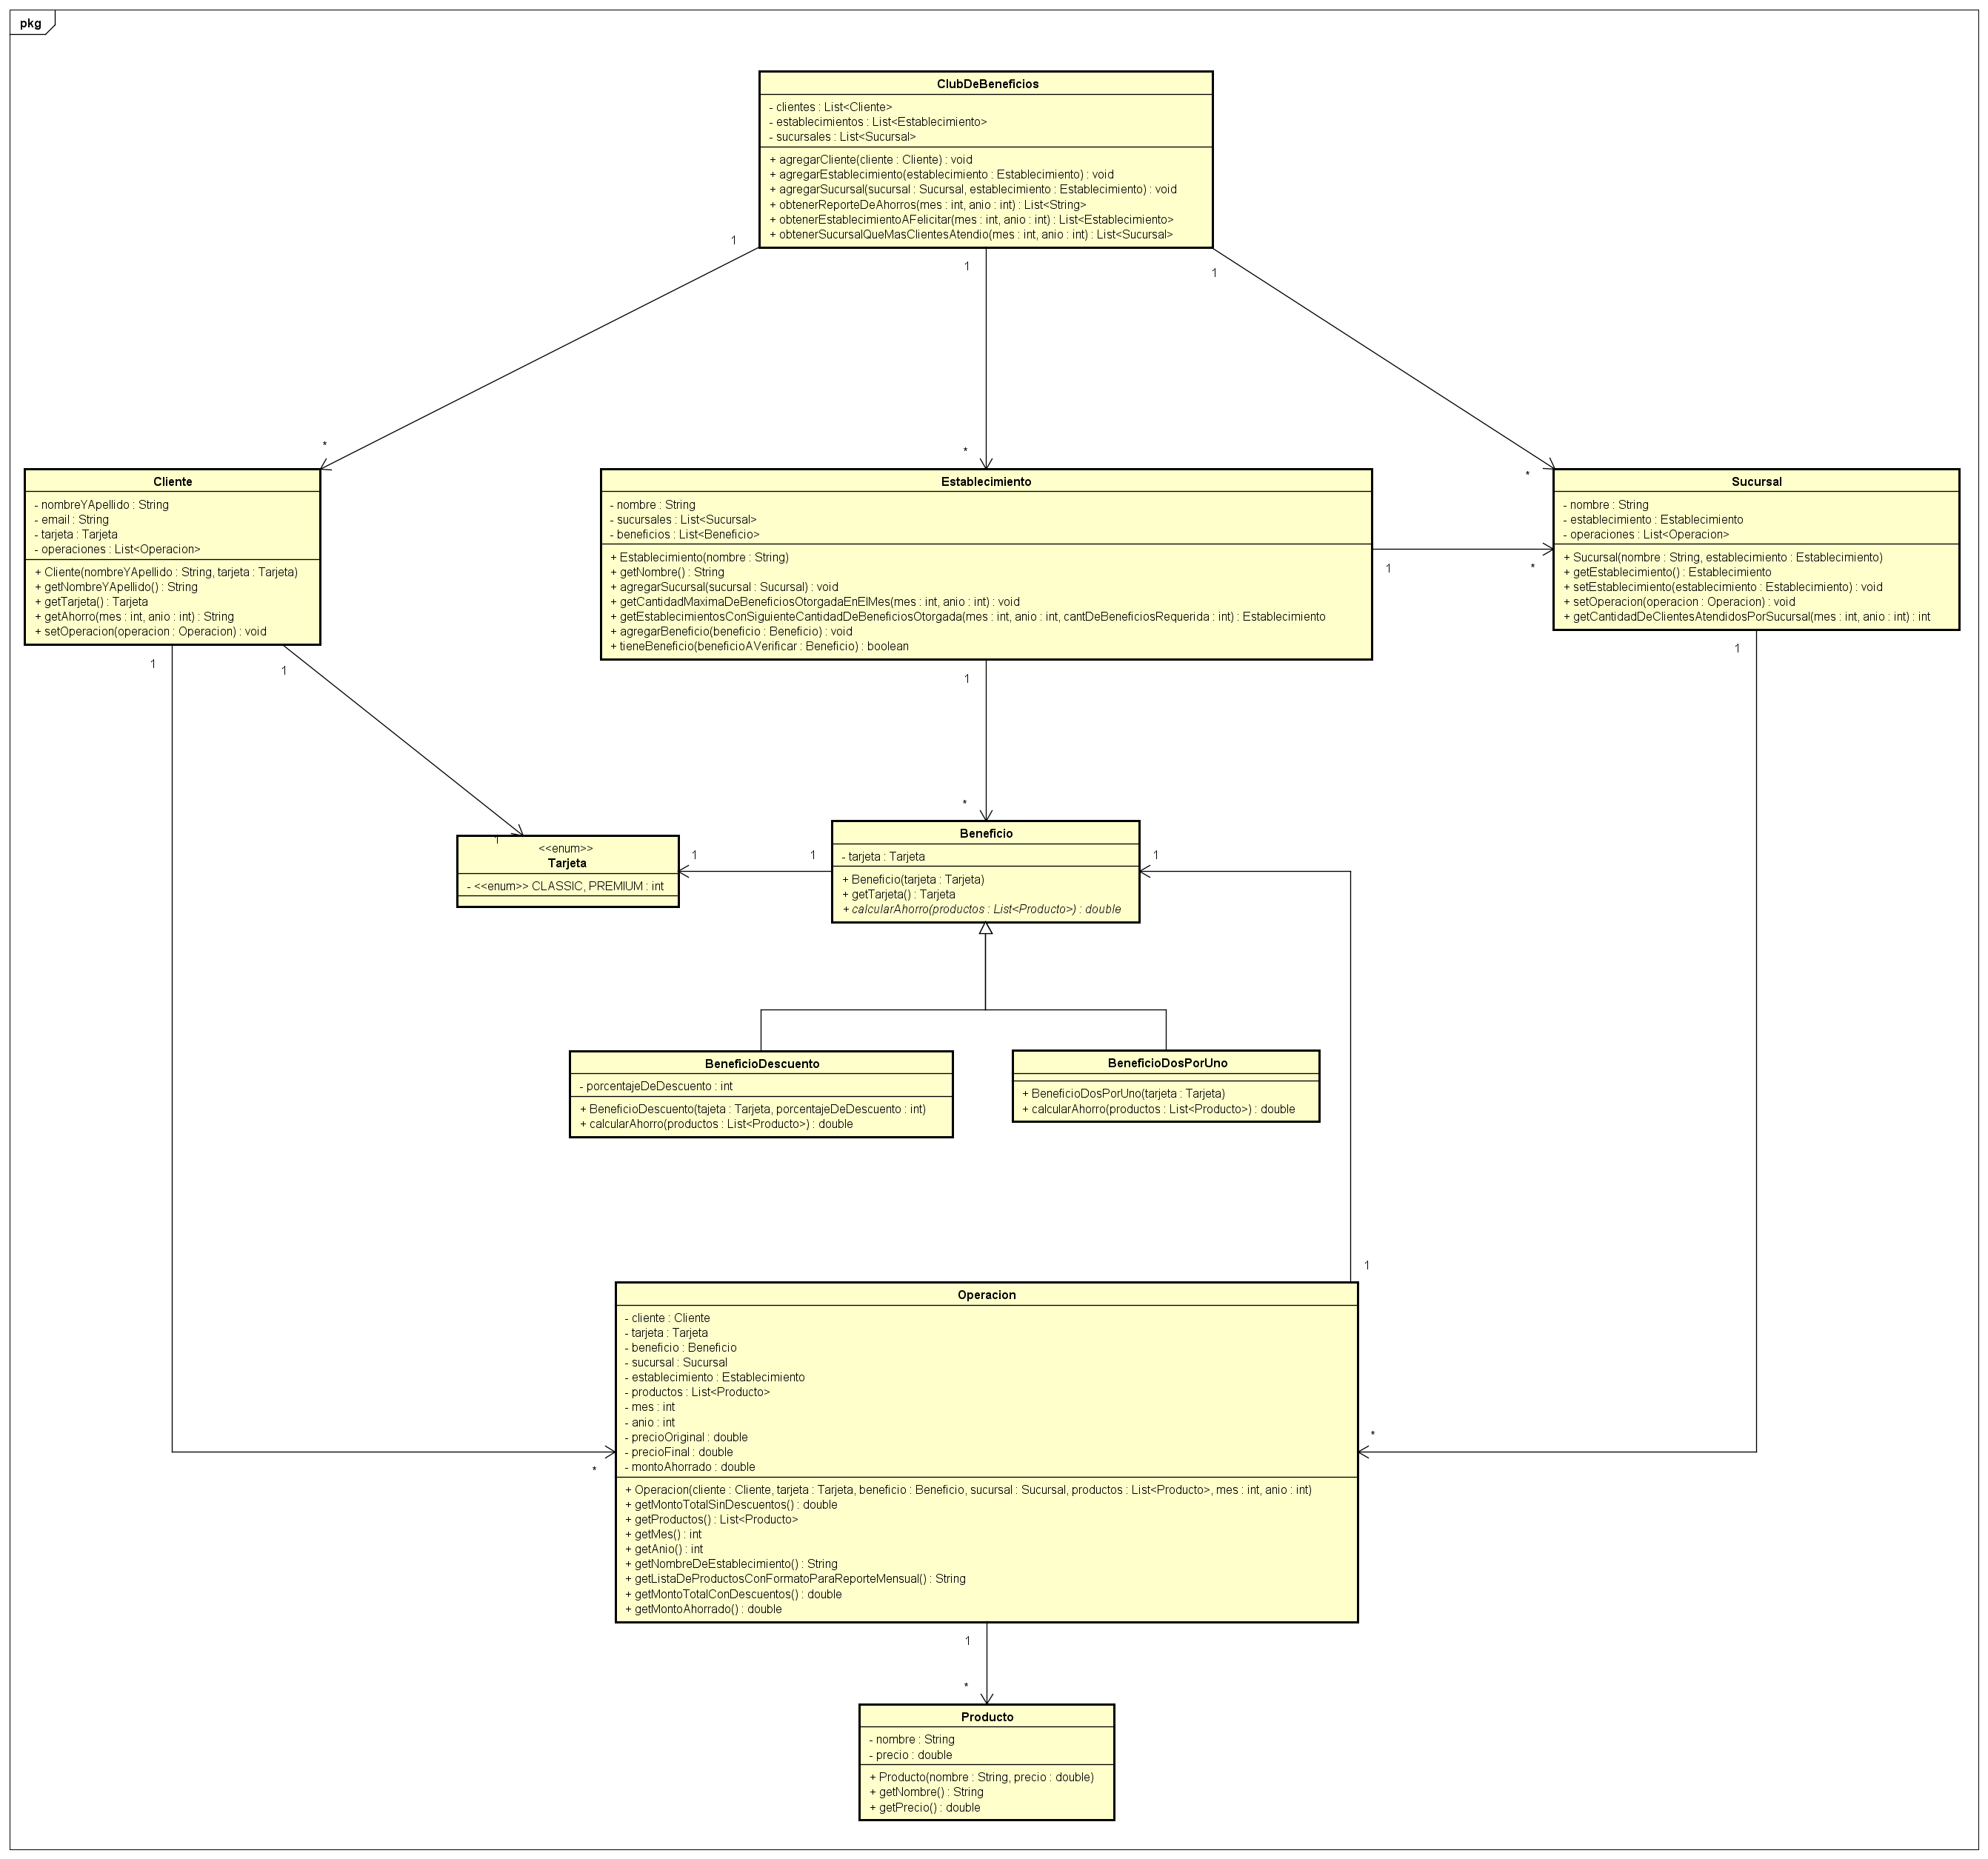 pkg
ClubDeBeneficios
- clientes : List<Cliente>
- establecimientos : List<Establecimiento>
- sucursales : List<Sucursal>
+ agregarCliente(cliente : Cliente) : void
+ agregarEstablecimiento(establecimiento : Establecimiento) : void
+ agregarSucursal(sucursal : Sucursal, establecimiento : Establecimiento) : void
+ obtenerReporteDeAhorros(mes : int, anio : int) : List<String>
+ obtenerEstablecimientoAFelicitar(mes : int, anio : int) : List<Establecimiento>
+ obtenerSucursalQueMasClientesAtendio(mes : int, anio : int) : List<Sucursal>
1
1
1
*
*
*
Cliente
- nombreYApellido : String
- email : String
- tarjeta : Tarjeta
- operaciones : List<Operacion>
+ Cliente(nombreYApellido : String, tarjeta : Tarjeta)
+ getNombreYApellido() : String
+ getTarjeta() : Tarjeta
+ getAhorro(mes : int, anio : int) : String
+ setOperacion(operacion : Operacion) : void
Establecimiento
- nombre : String
- sucursales : List<Sucursal>
- beneficios : List<Beneficio>
+ Establecimiento(nombre : String)
+ getNombre() : String
+ agregarSucursal(sucursal : Sucursal) : void
+ getCantidadMaximaDeBeneficiosOtorgadaEnElMes(mes : int, anio : int) : void
+ getEstablecimientosConSiguienteCantidadDeBeneficiosOtorgada(mes : int, anio : int, cantDeBeneficiosRequerida : int) : Establecimiento
+ agregarBeneficio(beneficio : Beneficio) : void
+ tieneBeneficio(beneficioAVerificar : Beneficio) : boolean
1
*
Sucursal
- nombre : String
- establecimiento : Establecimiento
- operaciones : List<Operacion>
+ Sucursal(nombre : String, establecimiento : Establecimiento)
+ getEstablecimiento() : Establecimiento
+ setEstablecimiento(establecimiento : Establecimiento) : void
+ setOperacion(operacion : Operacion) : void
+ getCantidadDeClientesAtendidosPorSucursal(mes : int, anio : int) : int
1
1
1
1
*
1
<<enum>>
Tarjeta
- <<enum>> CLASSIC, PREMIUM : int
1
1
Beneficio
- tarjeta : Tarjeta
+ Beneficio(tarjeta : Tarjeta)
+ getTarjeta() : Tarjeta
+ calcularAhorro(productos : List<Producto>) : double
1
BeneficioDescuento
- porcentajeDeDescuento : int
+ BeneficioDescuento(tajeta : Tarjeta, porcentajeDeDescuento : int)
+ calcularAhorro(productos : List<Producto>) : double
BeneficioDosPorUno
+ BeneficioDosPorUno(tarjeta : Tarjeta)
+ calcularAhorro(productos : List<Producto>) : double
1
Operacion
- cliente : Cliente
- tarjeta : Tarjeta
- beneficio : Beneficio
- sucursal : Sucursal
- establecimiento : Establecimiento
- productos : List<Producto>
- mes : int
- anio : int
- precioOriginal : double
- precioFinal : double
- montoAhorrado : double
+ Operacion(cliente : Cliente, tarjeta : Tarjeta, beneficio : Beneficio, sucursal : Sucursal, productos : List<Producto>, mes : int, anio : int)
+ getMontoTotalSinDescuentos() : double
+ getProductos() : List<Producto>
+ getMes() : int
+ getAnio() : int
+ getNombreDeEstablecimiento() : String
+ getListaDeProductosConFormatoParaReporteMensual() : String
+ getMontoTotalConDescuentos() : double
+ getMontoAhorrado() : double
*
*
1
*
Producto
- nombre : String
- precio : double
+ Producto(nombre : String, precio : double)
+ getNombre() : String
+ getPrecio() : double